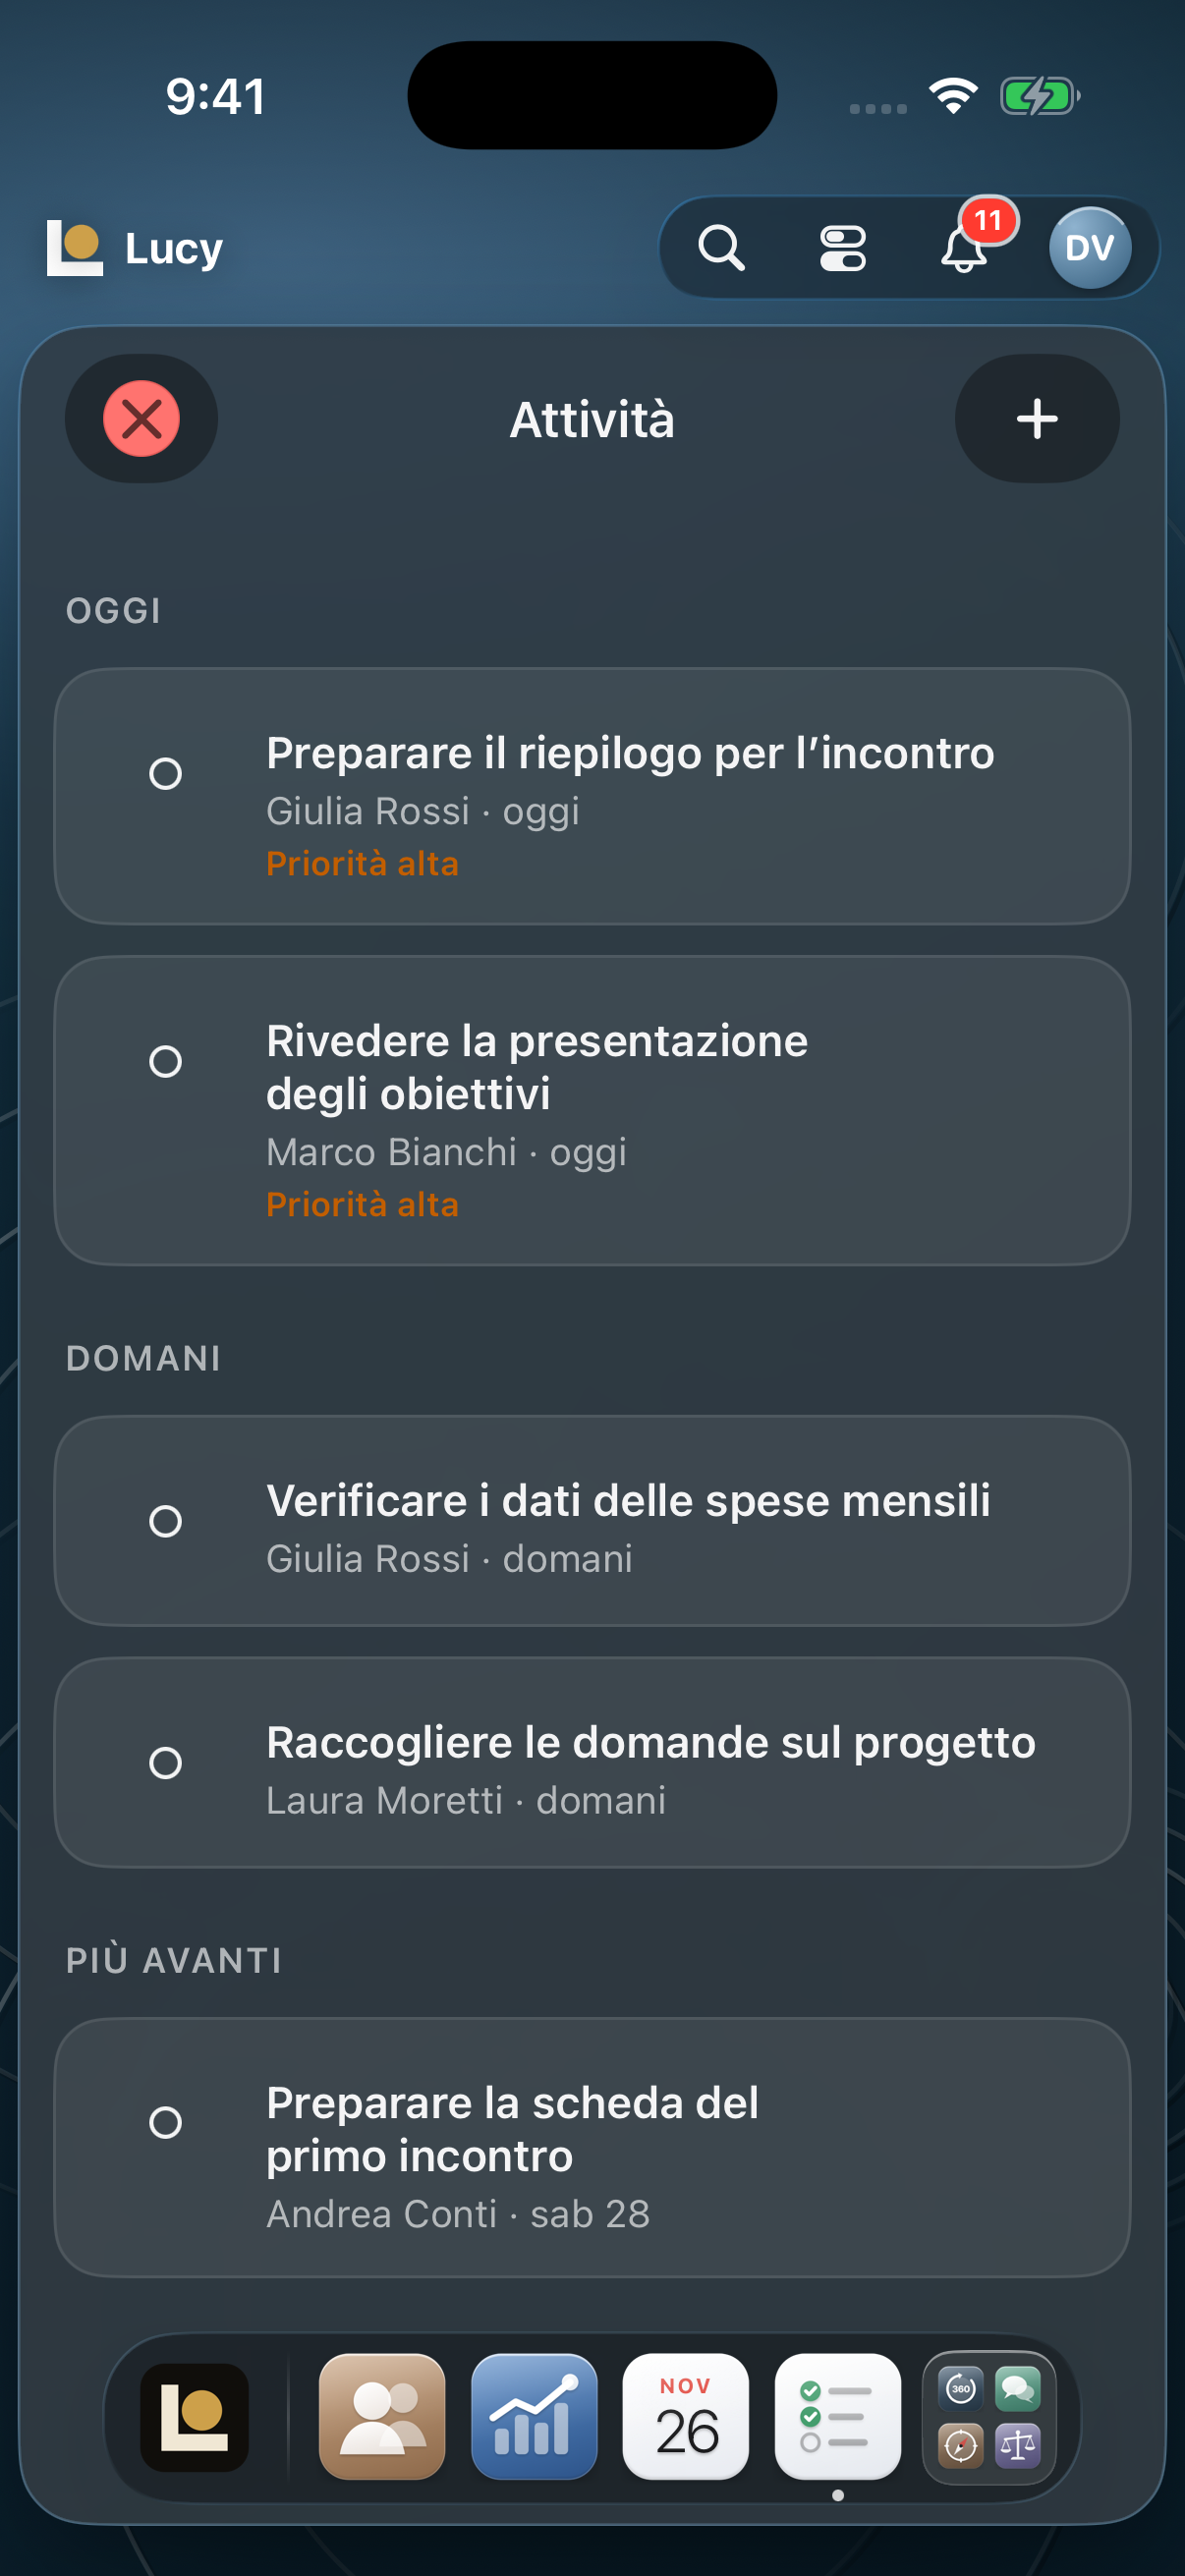 9:41
Lucy
11
DV
Attività
OGGI
Preparare il riepilogo per l’incontro
Giulia Rossi · oggi
Priorità alta
Rivedere la presentazione
degli obiettivi
Marco Bianchi · oggi
Priorità alta
DOMANI
Verificare i dati delle spese mensili
Giulia Rossi · domani
Raccogliere le domande sul progetto
Laura Moretti · domani
PIÙ AVANTI
Preparare la scheda del
primo incontro
Andrea Conti · sab 28
NOV
26
360